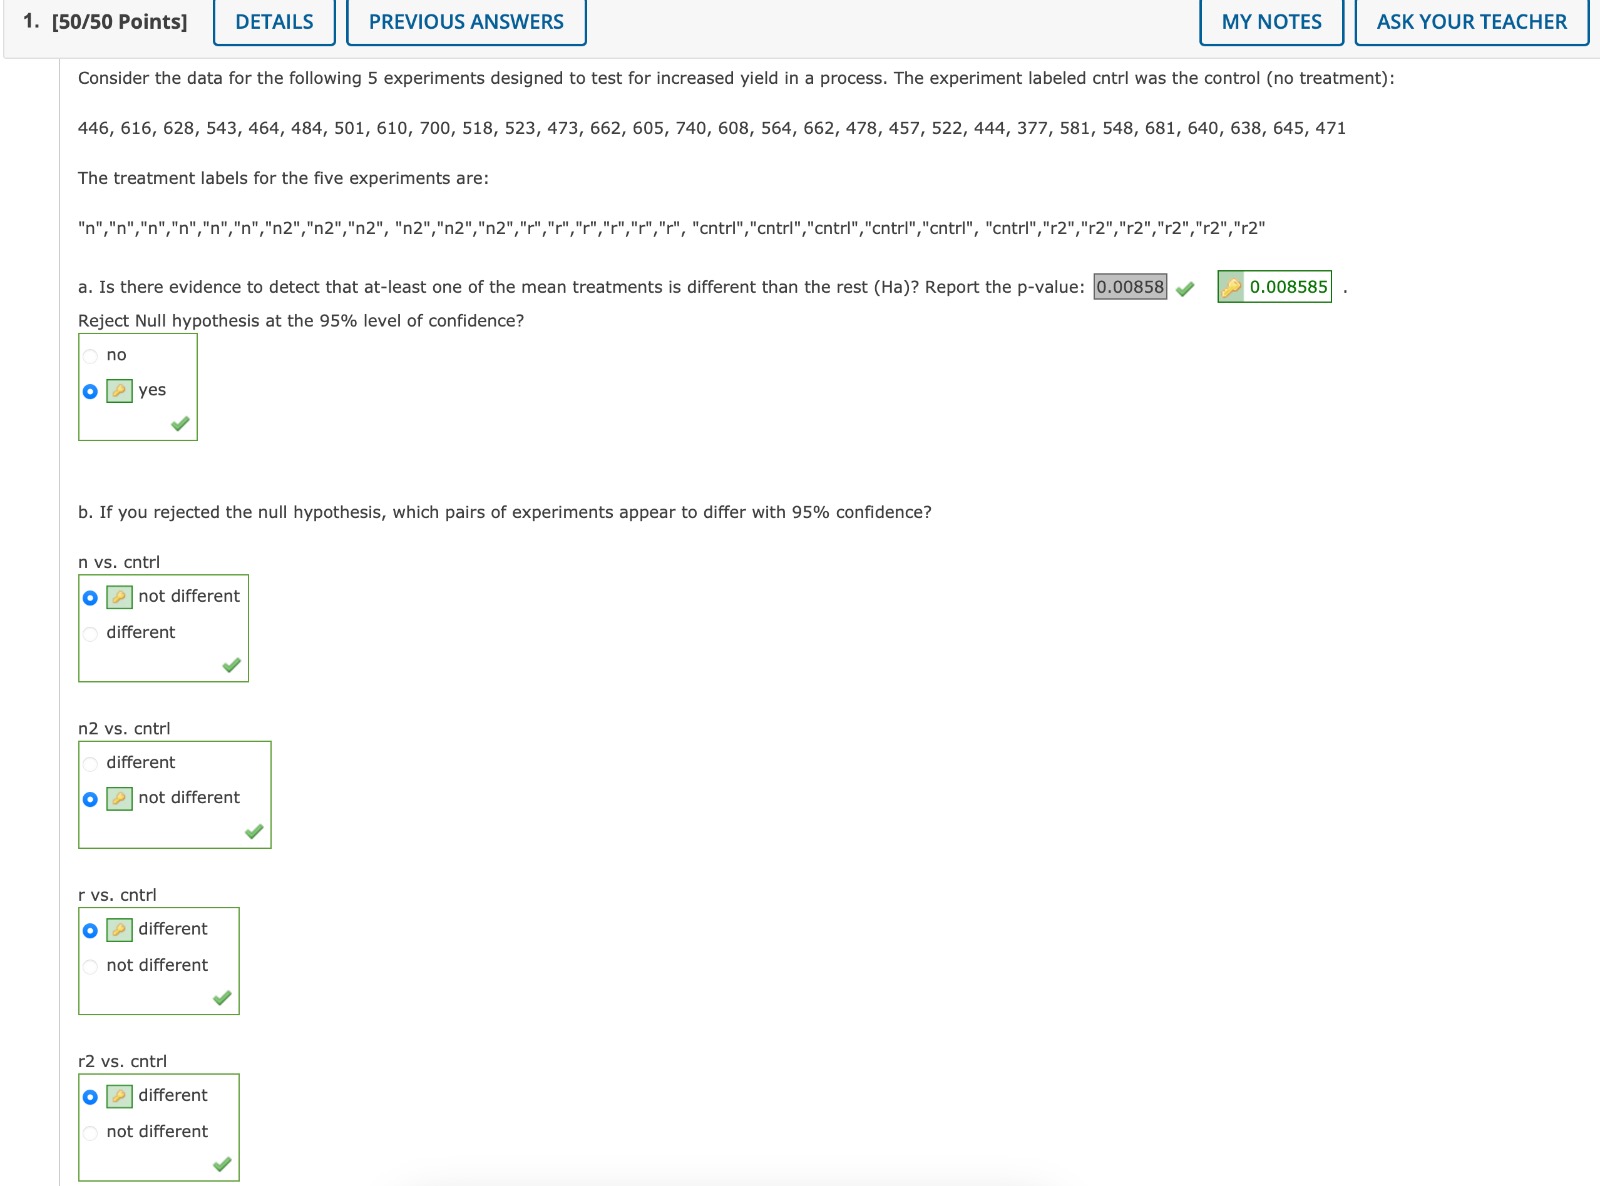 1. [50/50 Points] DETAILS PREVIOUS ANSWERS MY NOTES ASK YOUR TEACHER
Consider the data for the following 5 experiments designed to test for increased yield in a process. The experiment labeled cntrl was the control (no treatment):
446, 616, 628, 543, 464, 484, 501, 610, 700, 518, 523, 473, 662, 605, 740, 608, 564, 662, 478, 457, 522, 444, 377, 581, 548, 681, 640, 638, 645, 471
The treatment labels for the five experiments are:
"n","n","n","n","n","n","n2","n2","n2", "n2","n2","n2","r","r","r","r","r","r", "cntrl","cntrl","cntrl","cntrl","cntrl", "cntrl","r2","r2","r2","r2","r2","r2"
a. Is there evidence to detect that at-least one of the mean treatments is different than the rest (Ha)? Report the p-value: 0.00858 0.008585 .
Reject Null hypothesis at the 95% level of confidence?
no
yes
b. If you rejected the null hypothesis, which pairs of experiments appear to differ with 95% confidence?
n vs. cntrl
not different
different
n2 vs. cntrl
different
not different
r vs. cntrl
different
not different
r2 vs. cntrl
different
not different